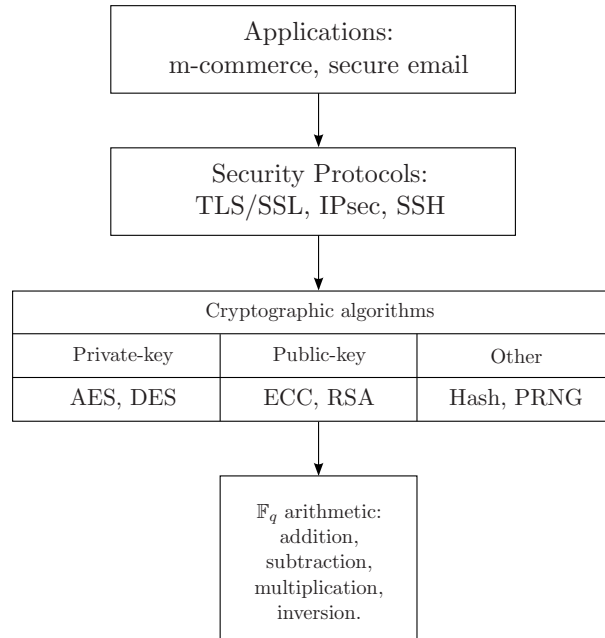 Applications:
m-commerce, secure email
Security Protocols:
TLS/SSL, IPsec, SSH
Cryptographic algorithms
Private-key
Public-key
Other
AES, DES
ECC, RSA
Hash, PRNG
𝔽q arithmetic:
addition,
subtraction,
multiplication,
inversion.